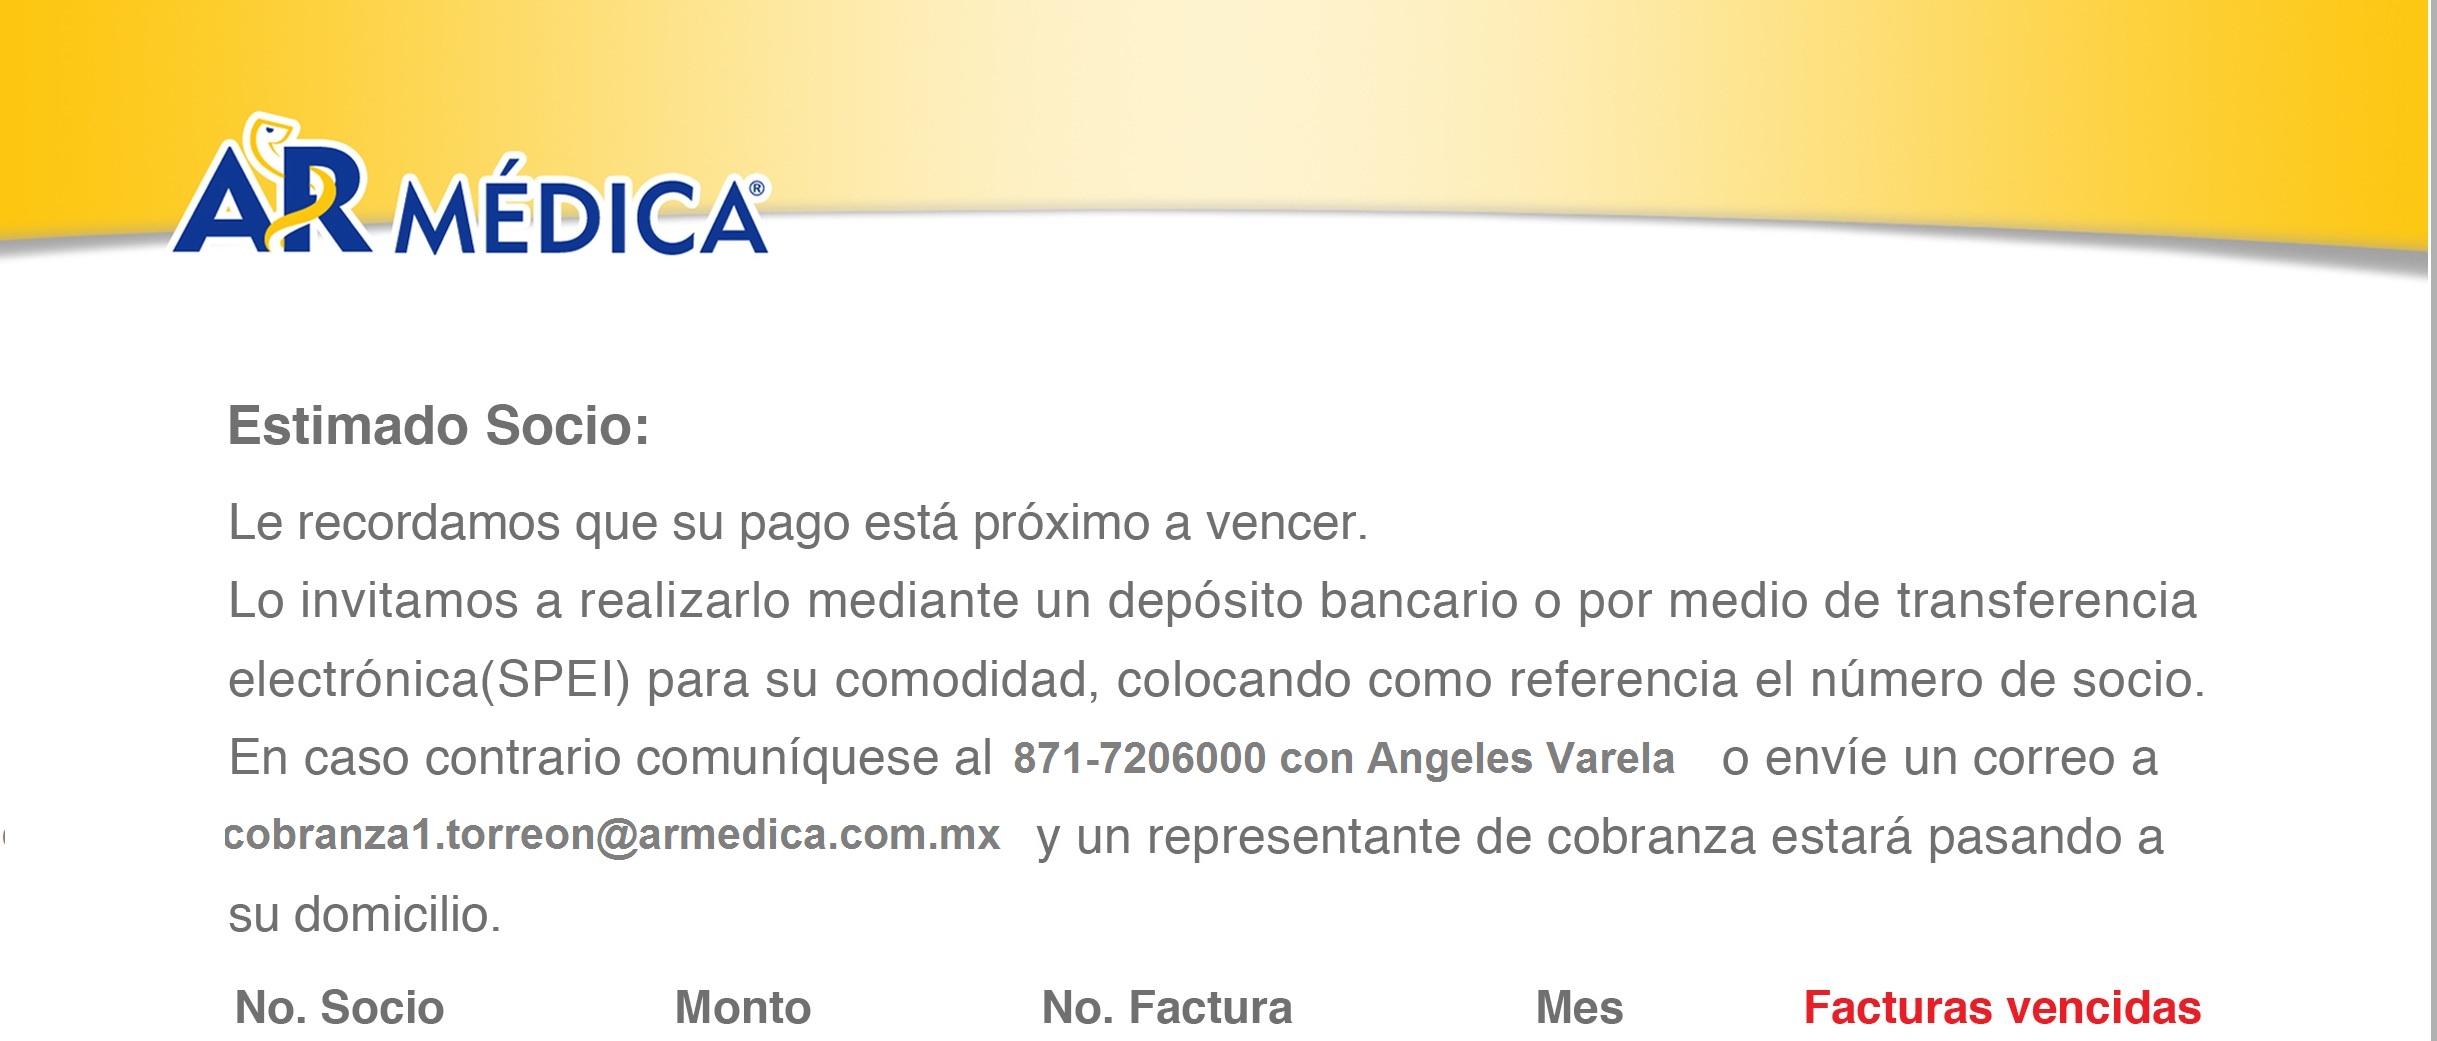 AR MÉDICA®
Estimado Socio:
Le recordamos que su pago está próximo a vencer.
Lo invitamos a realizarlo mediante un depósito bancario o por medio de transferencia
electrónica(SPEI) para su comodidad, colocando como referencia el número de socio.
En caso contrario comuníquese al 871-7206000 con Angeles Varela o envíe un correo a
cobranza1.torreon@armedica.com.mx y un representante de cobranza estará pasando a
su domicilio.
No. Socio Monto No. Factura Mes Facturas vencidas